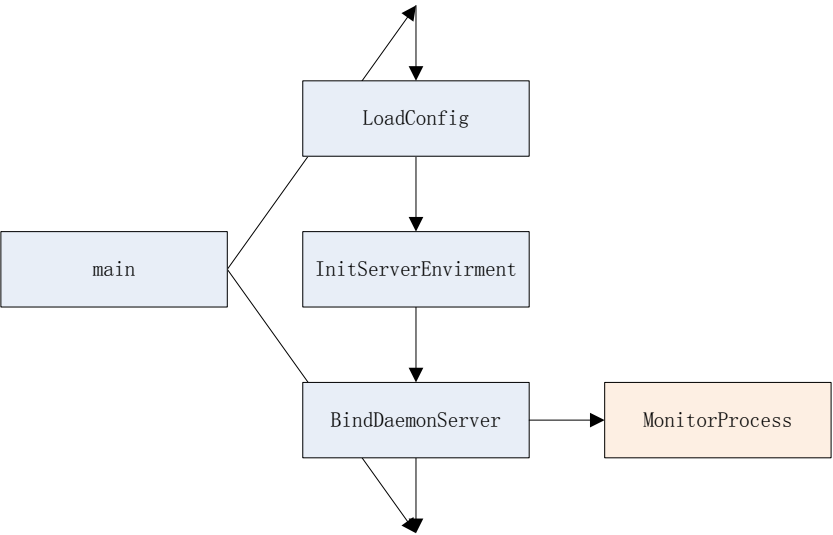 LoadConfig
main
InitServerEnvirment
BindDaemonServer
MonitorProcess